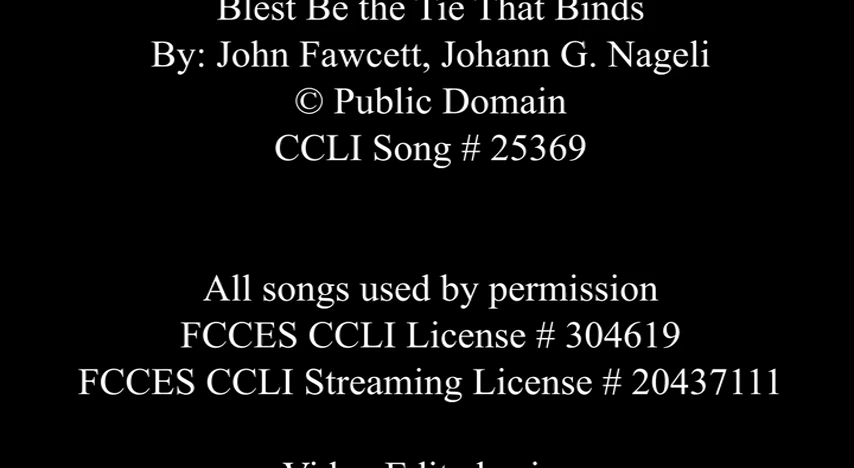 Blest Be the Tie That Binds
By: John Fawcett, Johann G. Nageli
© Public Domain
CCLI Song # 25369
All songs used by permission
FCCES CCLI License # 304619
FCCES CCLI Streaming License # 20437111
Video